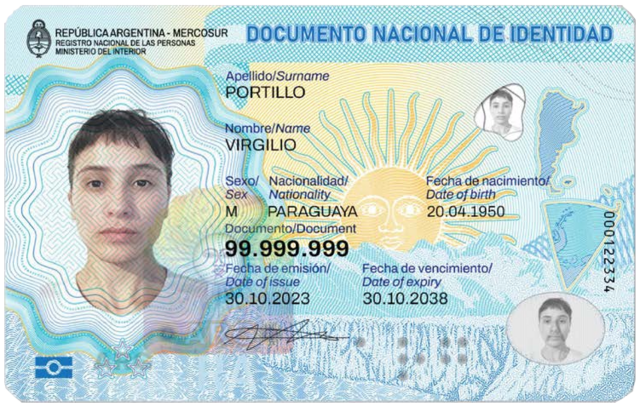 REPÚBLICA ARGENTINA - MERCOSUR
REGISTRO NACIONAL DE LAS PERSONAS
MINISTERIO DEL INTERIOR
DOCUMENTO NACIONAL DE IDENTIDAD
Apellido/Surname
PORTILLO
Nombre/Name
VIRGILIO
Sexo/ Nacionalidad/ Fecha de nacimiento/
Sex Nationality Date of birth
M PARAGUAYA 20.04.1950
Documento/Document
99.999.999
Fecha de emisión/ Fecha de vencimiento/
Date of issue Date of expiry
30.10.2023 30.10.2038
000122334